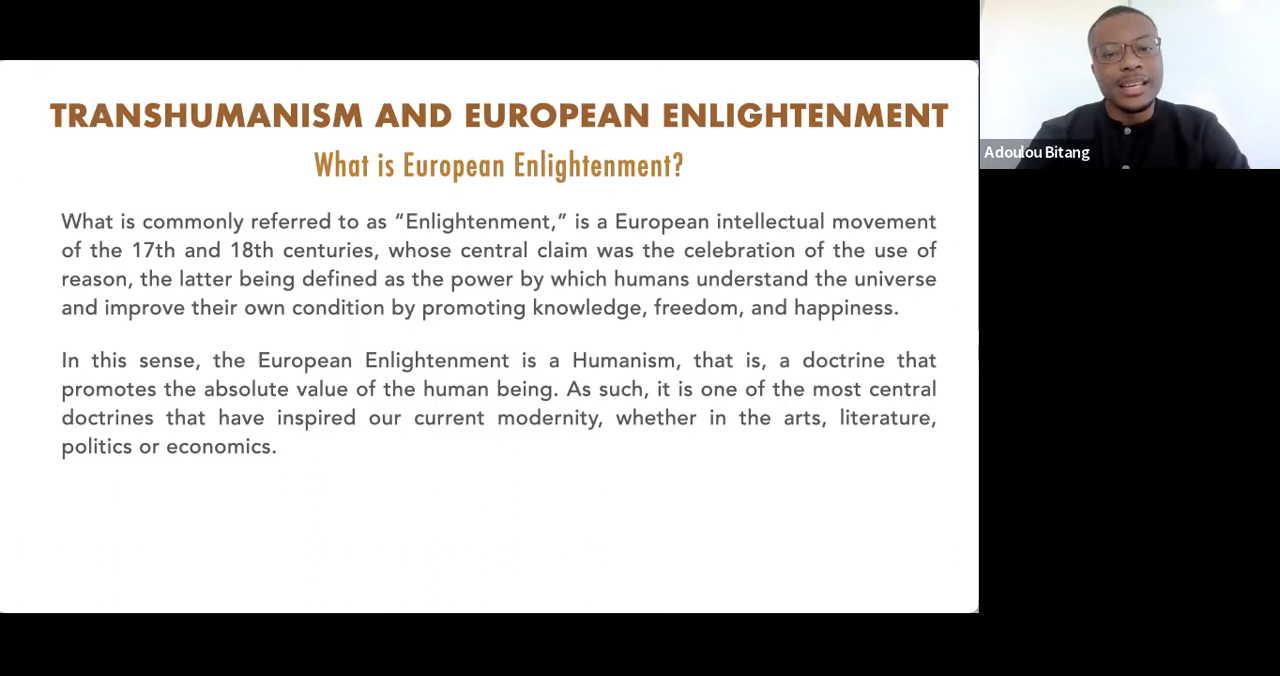 TRANSHUMANISM AND EUROPEAN ENLIGHTENMENT
What is European Enlightenment?
What is commonly referred to as “Enlightenment,” is a European intellectual movement
of the 17th and 18th centuries, whose central claim was the celebration of the use of
reason, the latter being defined as the power by which humans understand the universe
and improve their own condition by promoting knowledge, freedom, and happiness.
In this sense, the European Enlightenment is a Humanism, that is, a doctrine that
promotes the absolute value of the human being. As such, it is one of the most central
doctrines that have inspired our current modernity, whether in the arts, literature,
politics or economics.
Adoulou Bitang